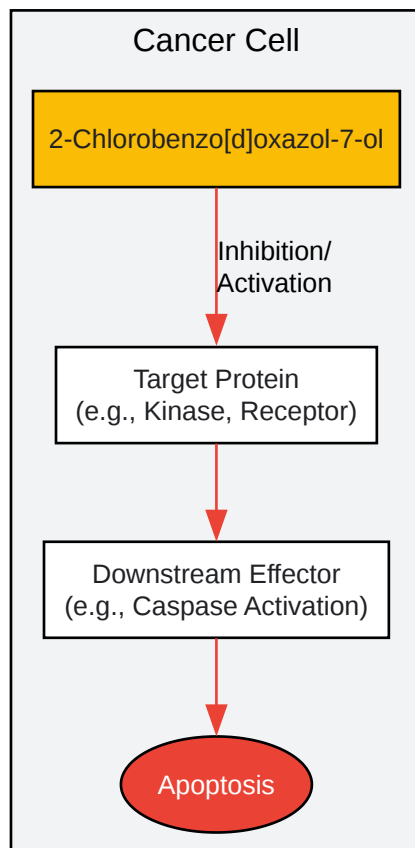 Cancer Cell
2-Chlorobenzo[d]oxazol-7-ol
Inhibition/
Activation
Target Protein
(e.g., Kinase, Receptor)
Downstream Effector
(e.g., Caspase Activation)
Apoptosis